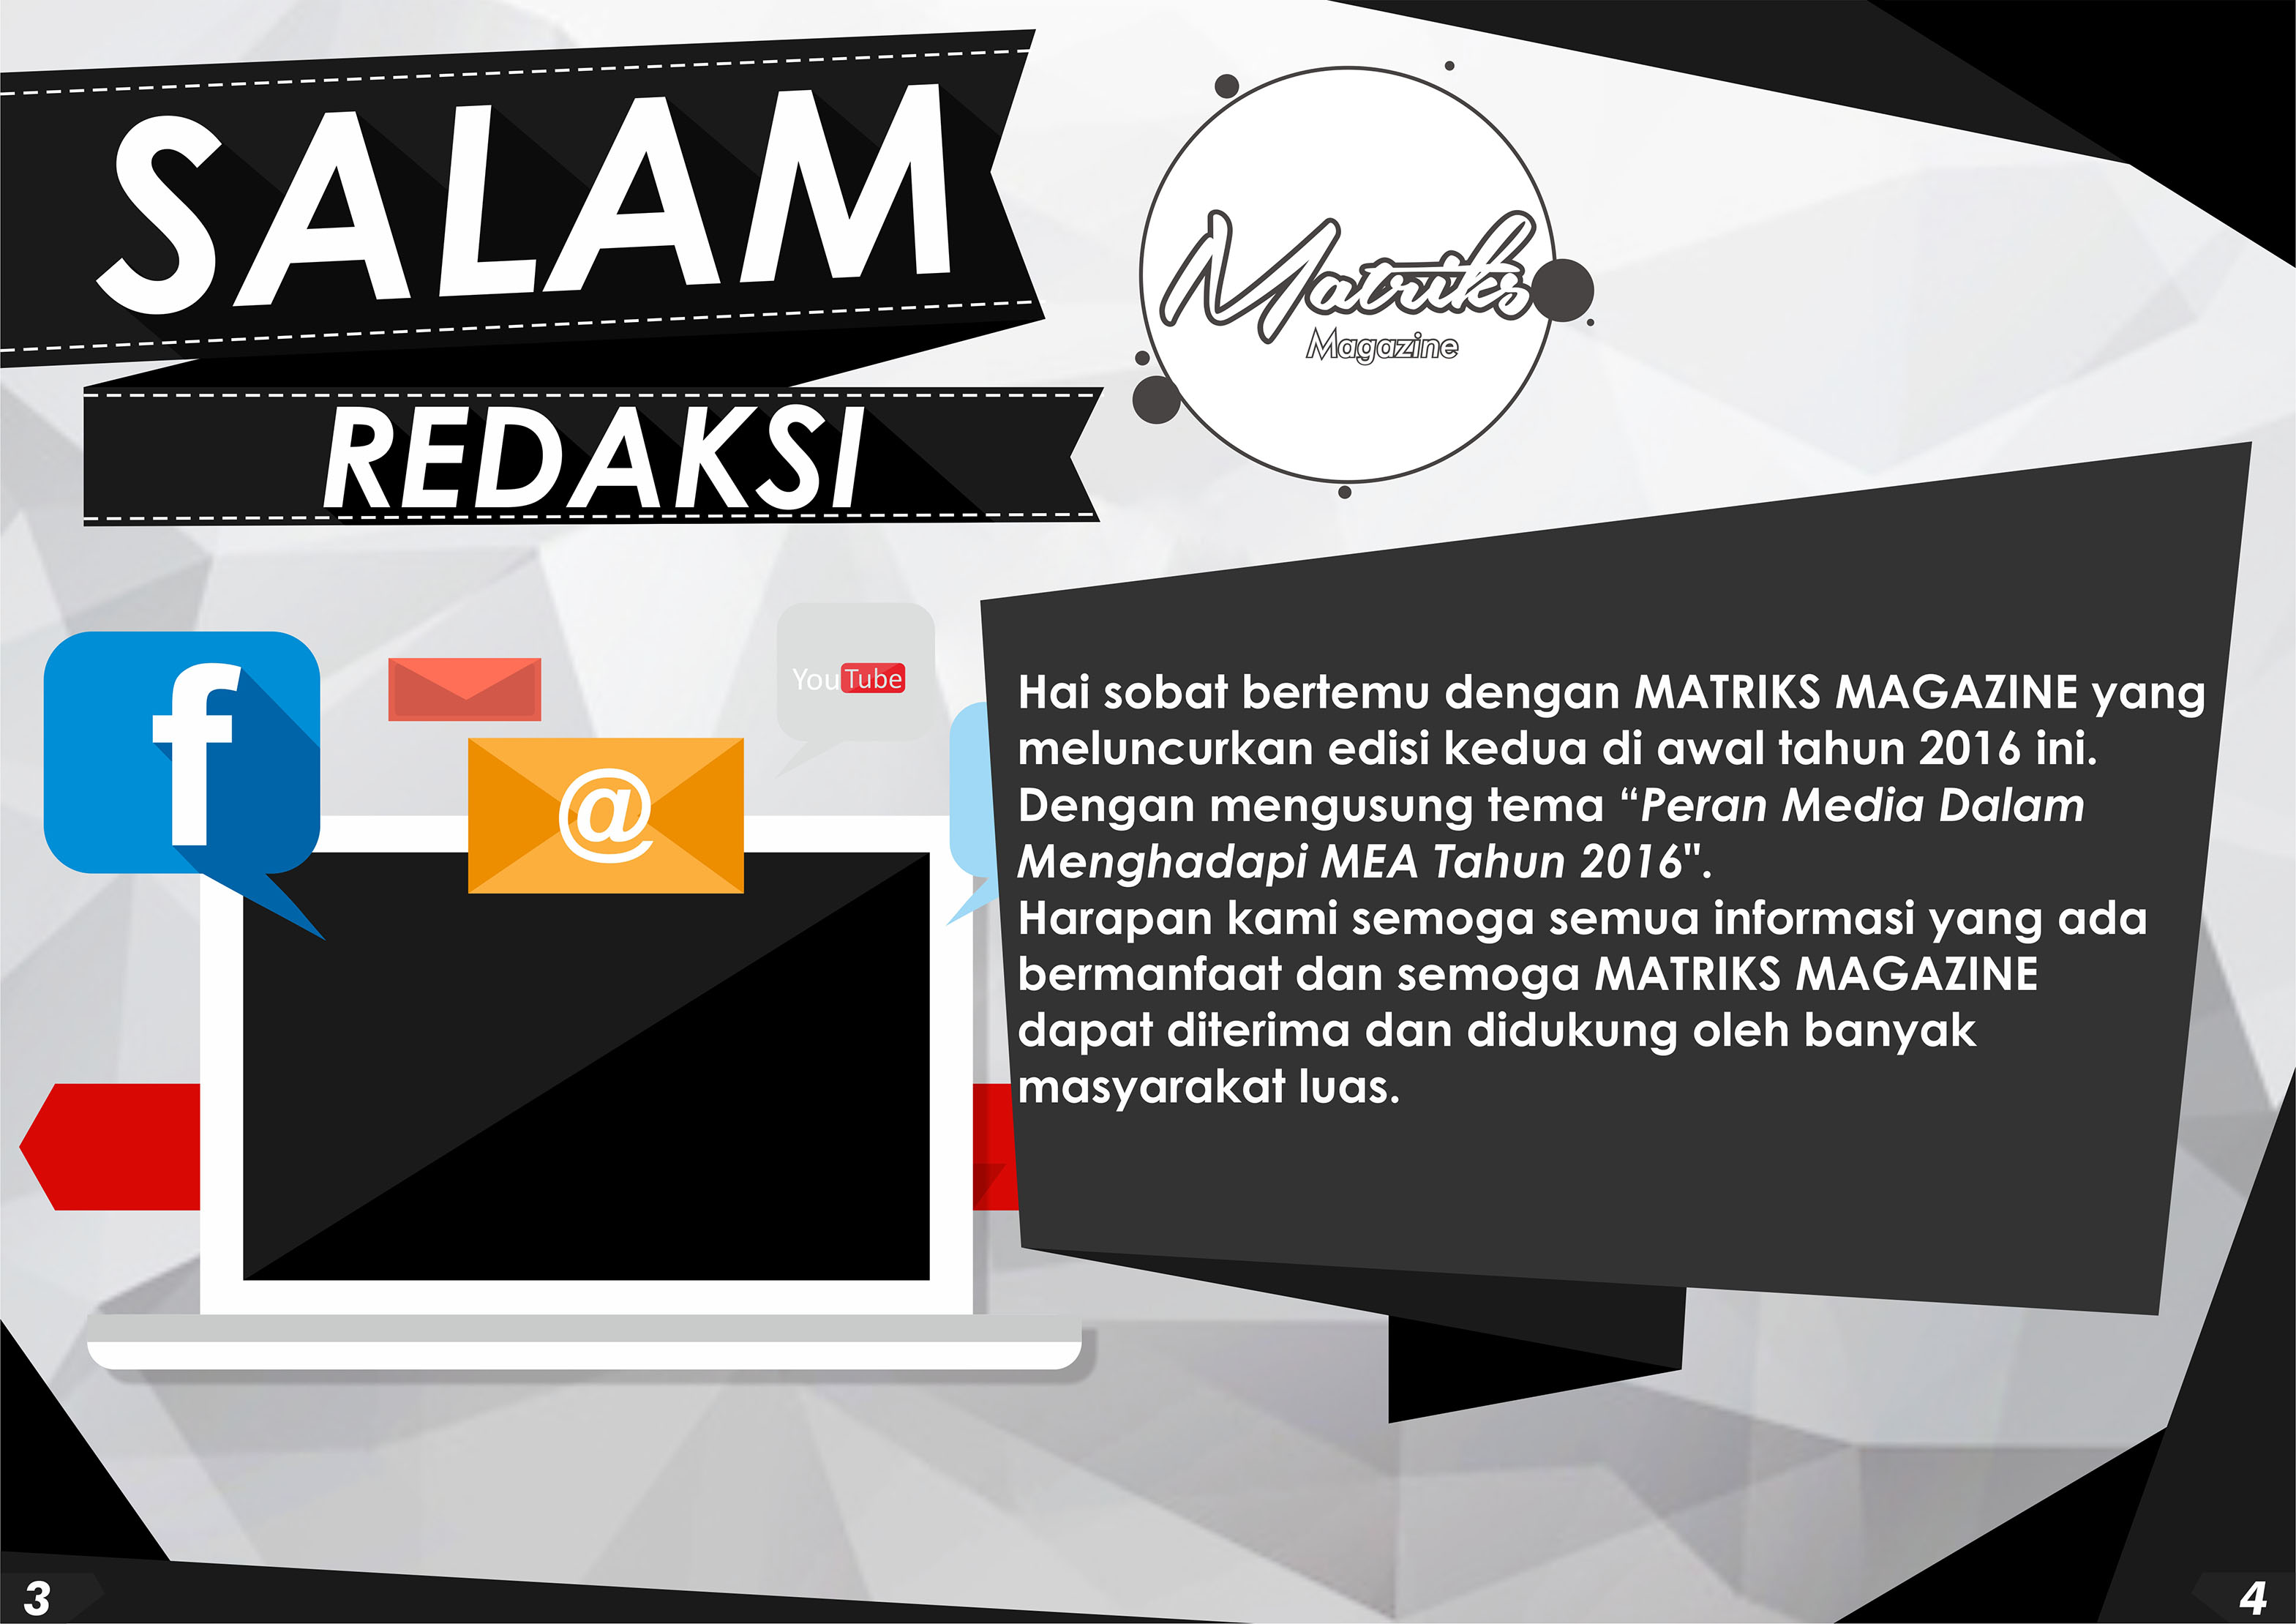 SALAM
REDAKSI
Matriks
Magazine
f
YouTube
@
Hai sobat bertemu dengan MATRIKS MAGAZINE yang
meluncurkan edisi kedua di awal tahun 2016 ini.
Dengan mengusung tema “Peran Media Dalam
Menghadapi MEA Tahun 2016".
Harapan kami semoga semua informasi yang ada
bermanfaat dan semoga MATRIKS MAGAZINE
dapat diterima dan didukung oleh banyak
masyarakat luas.
3
4